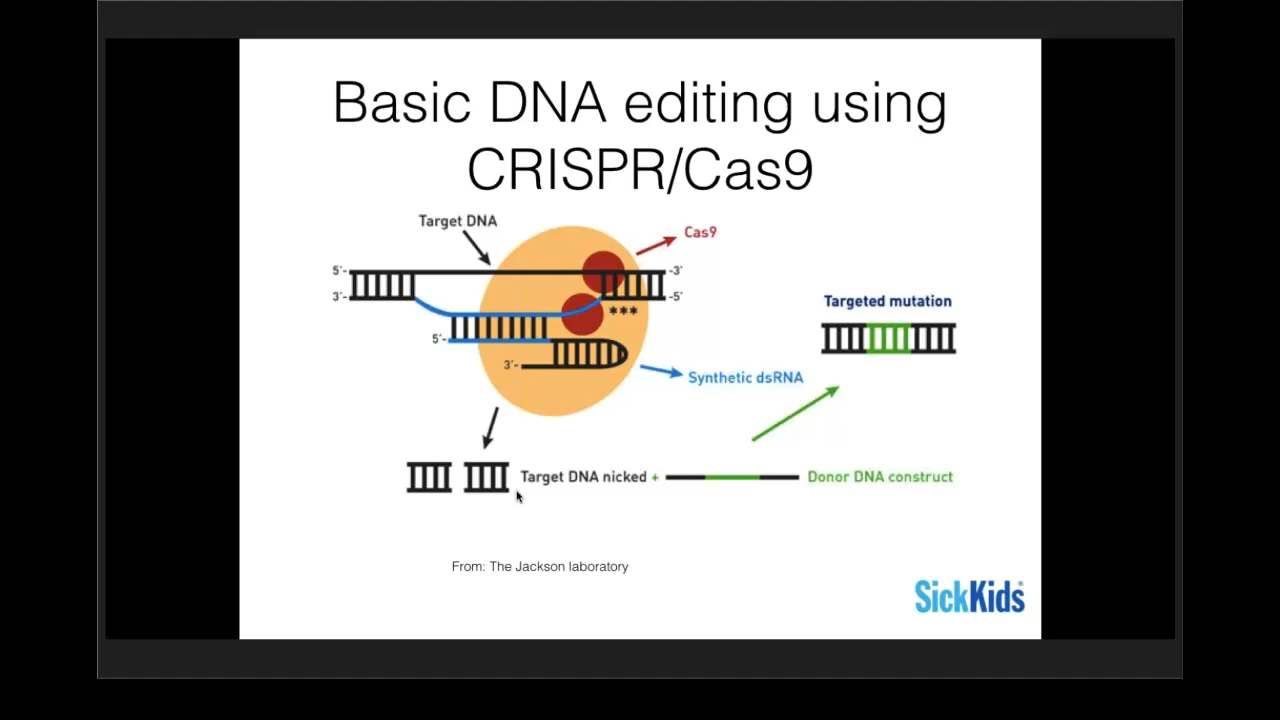 Basic DNA editing using
CRISPR/Cas9
Target DNA
Cas9
5´- -3´
3´- -5´
***
Targeted mutation
5´-
3´-
Synthetic dsRNA
Target DNA nicked + Donor DNA construct
From: The Jackson laboratory
SickKids®